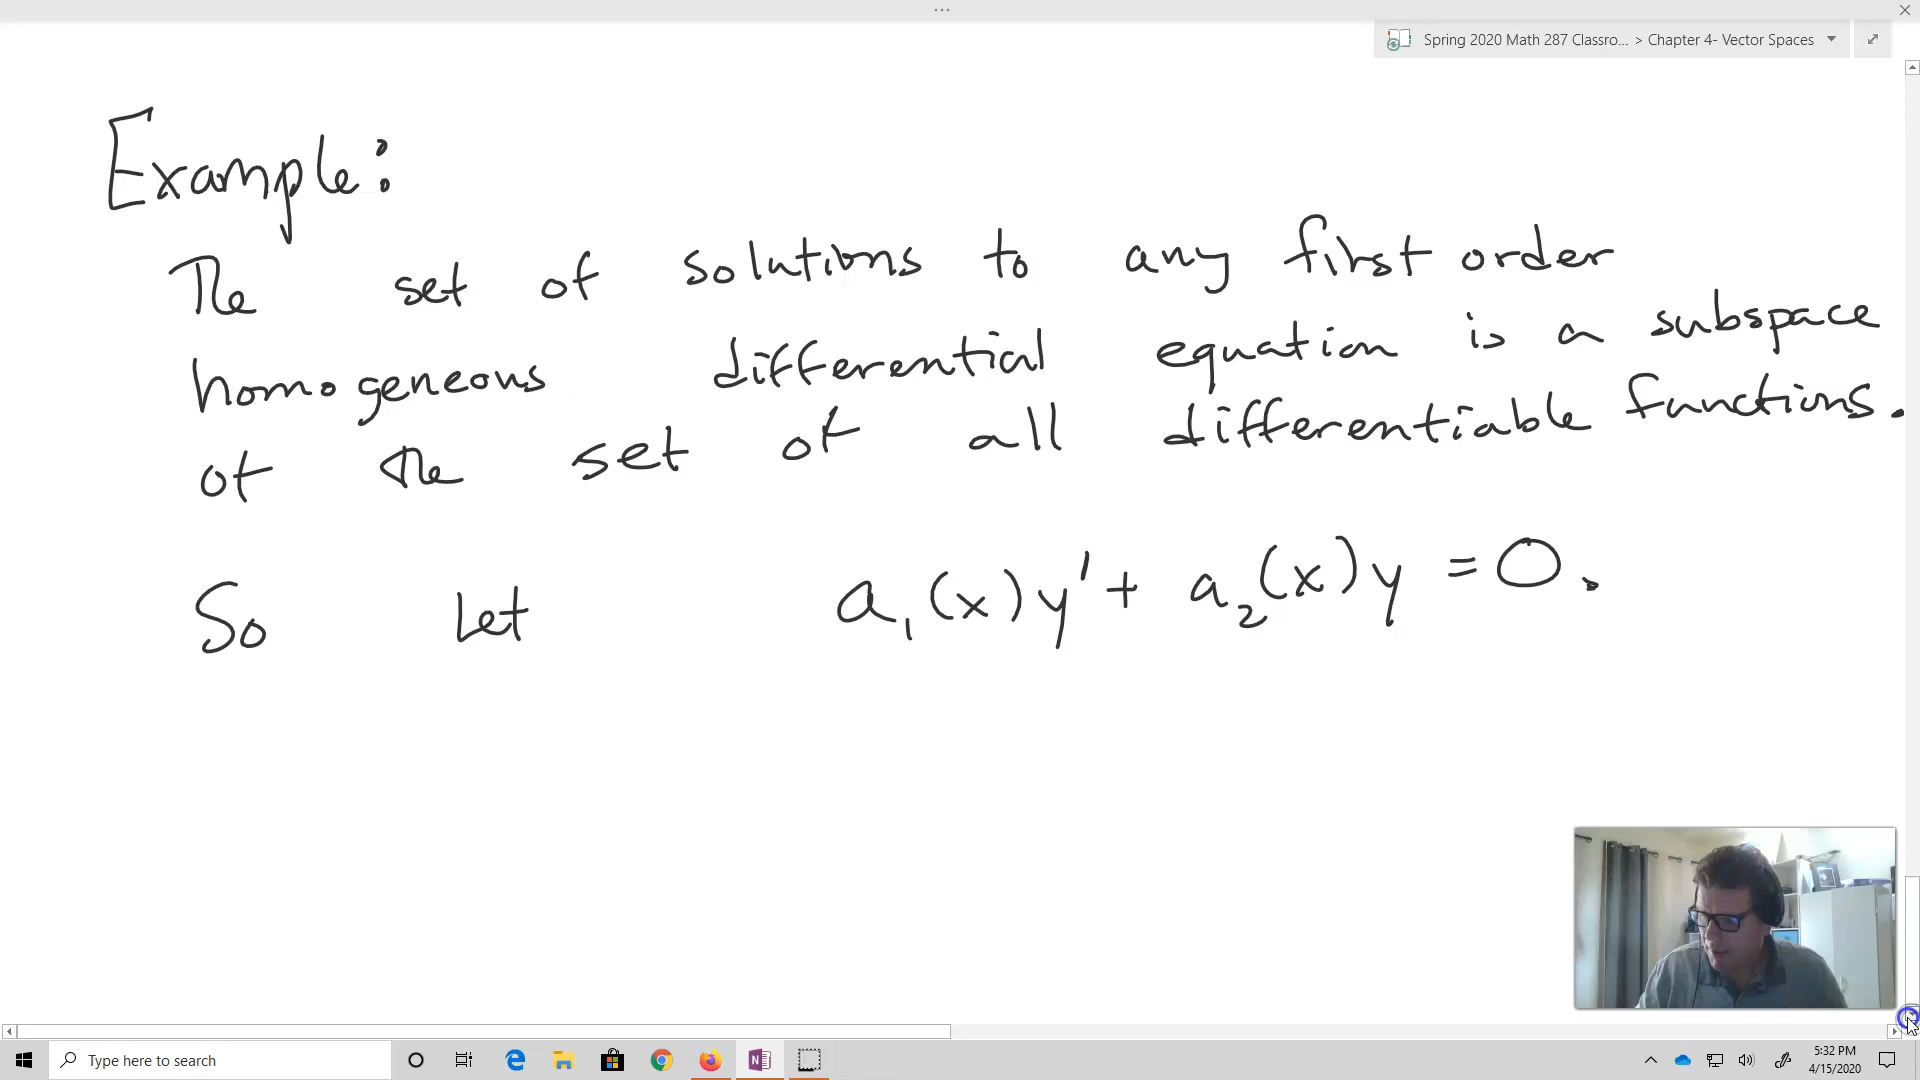 Spring 2020 Math 287 Classro... > Chapter 4- Vector Spaces
Example:
The set of solutions to any first order
homogeneous differential equation is a subspace
of the set of all differentiable functions.
So Let a₁(x)y' + a₂(x)y = 0.
Type here to search
5:32 PM
4/15/2020